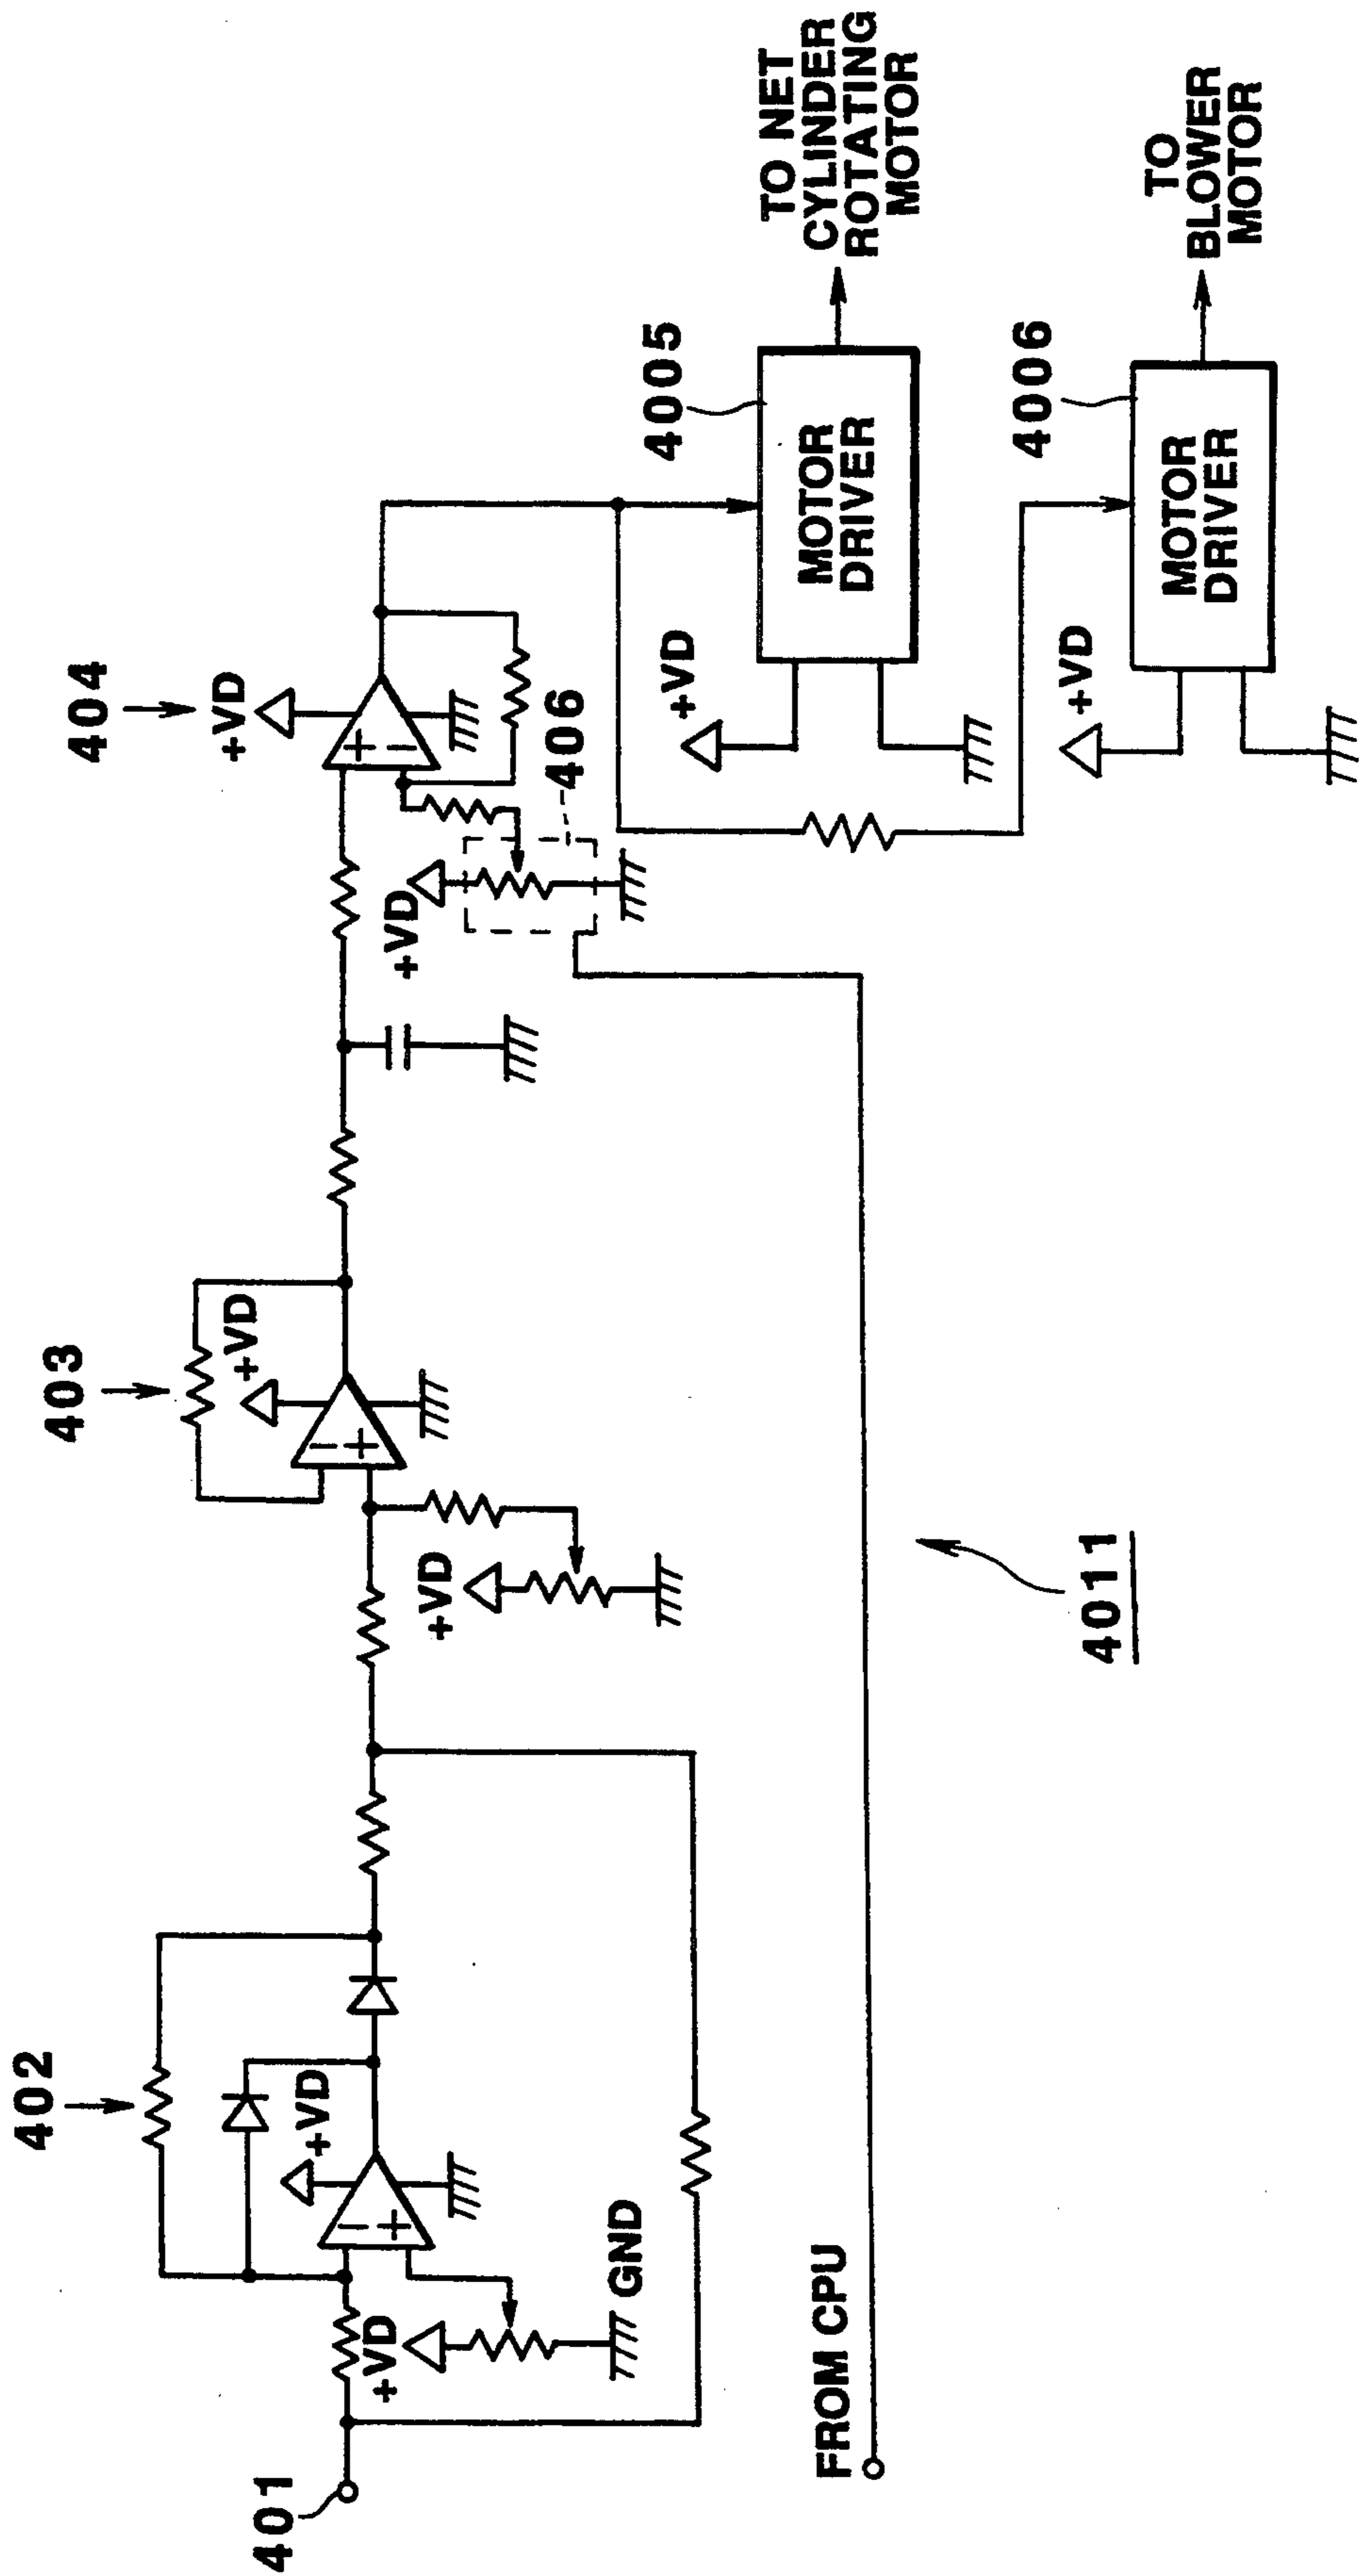 401
402
403
404
+VD
+VD
GND
+VD
+VD
+VD
+VD
406
+VD
4005
MOTOR
DRIVER
TO NET
CYLINDER
ROTATING
MOTOR
+VD
4006
MOTOR
DRIVER
TO
BLOWER
MOTOR
FROM CPU
4011